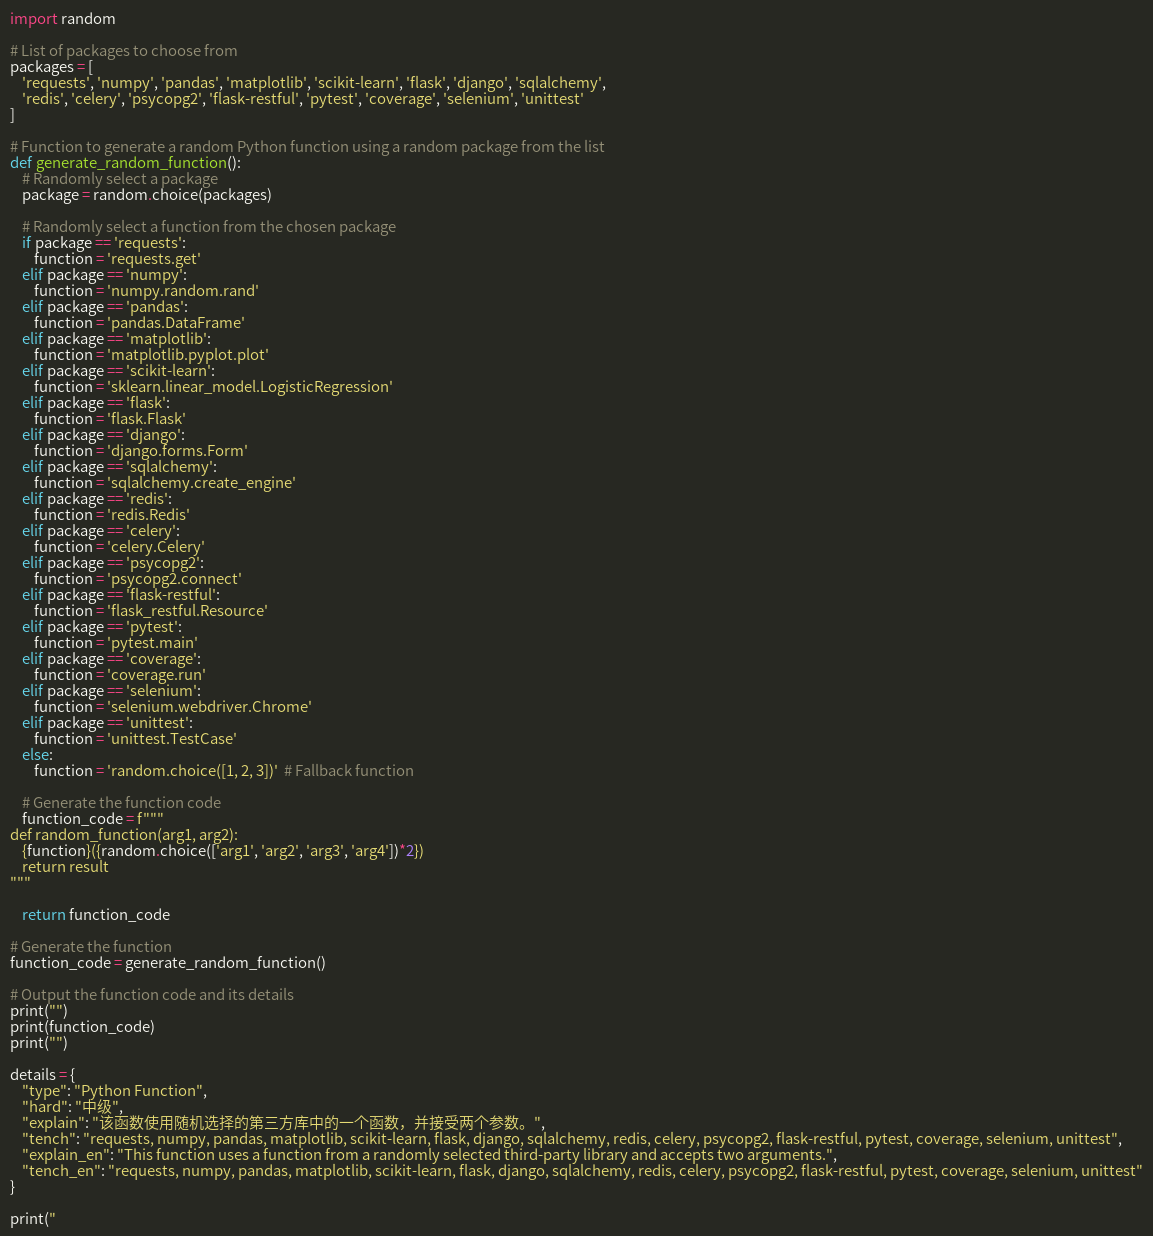 import random

# List of packages to choose from
packages = [
    'requests', 'numpy', 'pandas', 'matplotlib', 'scikit-learn', 'flask', 'django', 'sqlalchemy',
    'redis', 'celery', 'psycopg2', 'flask-restful', 'pytest', 'coverage', 'selenium', 'unittest'
]

# Function to generate a random Python function using a random package from the list
def generate_random_function():
    # Randomly select a package
    package = random.choice(packages)

    # Randomly select a function from the chosen package
    if package == 'requests':
        function = 'requests.get'
    elif package == 'numpy':
        function = 'numpy.random.rand'
    elif package == 'pandas':
        function = 'pandas.DataFrame'
    elif package == 'matplotlib':
        function = 'matplotlib.pyplot.plot'
    elif package == 'scikit-learn':
        function = 'sklearn.linear_model.LogisticRegression'
    elif package == 'flask':
        function = 'flask.Flask'
    elif package == 'django':
        function = 'django.forms.Form'
    elif package == 'sqlalchemy':
        function = 'sqlalchemy.create_engine'
    elif package == 'redis':
        function = 'redis.Redis'
    elif package == 'celery':
        function = 'celery.Celery'
    elif package == 'psycopg2':
        function = 'psycopg2.connect'
    elif package == 'flask-restful':
        function = 'flask_restful.Resource'
    elif package == 'pytest':
        function = 'pytest.main'
    elif package == 'coverage':
        function = 'coverage.run'
    elif package == 'selenium':
        function = 'selenium.webdriver.Chrome'
    elif package == 'unittest':
        function = 'unittest.TestCase'
    else:
        function = 'random.choice([1, 2, 3])'  # Fallback function

    # Generate the function code
    function_code = f"""
def random_function(arg1, arg2):
    {function}({random.choice(['arg1', 'arg2', 'arg3', 'arg4'])*2})
    return result
"""

    return function_code

# Generate the function
function_code = generate_random_function()

# Output the function code and its details
print("")
print(function_code)
print("")

details = {
    "type": "Python Function",
    "hard": "中级",
    "explain": "该函数使用随机选择的第三方库中的一个函数，并接受两个参数。",
    "tench": "requests, numpy, pandas, matplotlib, scikit-learn, flask, django, sqlalchemy, redis, celery, psycopg2, flask-restful, pytest, coverage, selenium, unittest",
    "explain_en": "This function uses a function from a randomly selected third-party library and accepts two arguments.",
    "tench_en": "requests, numpy, pandas, matplotlib, scikit-learn, flask, django, sqlalchemy, redis, celery, psycopg2, flask-restful, pytest, coverage, selenium, unittest"
}

print("